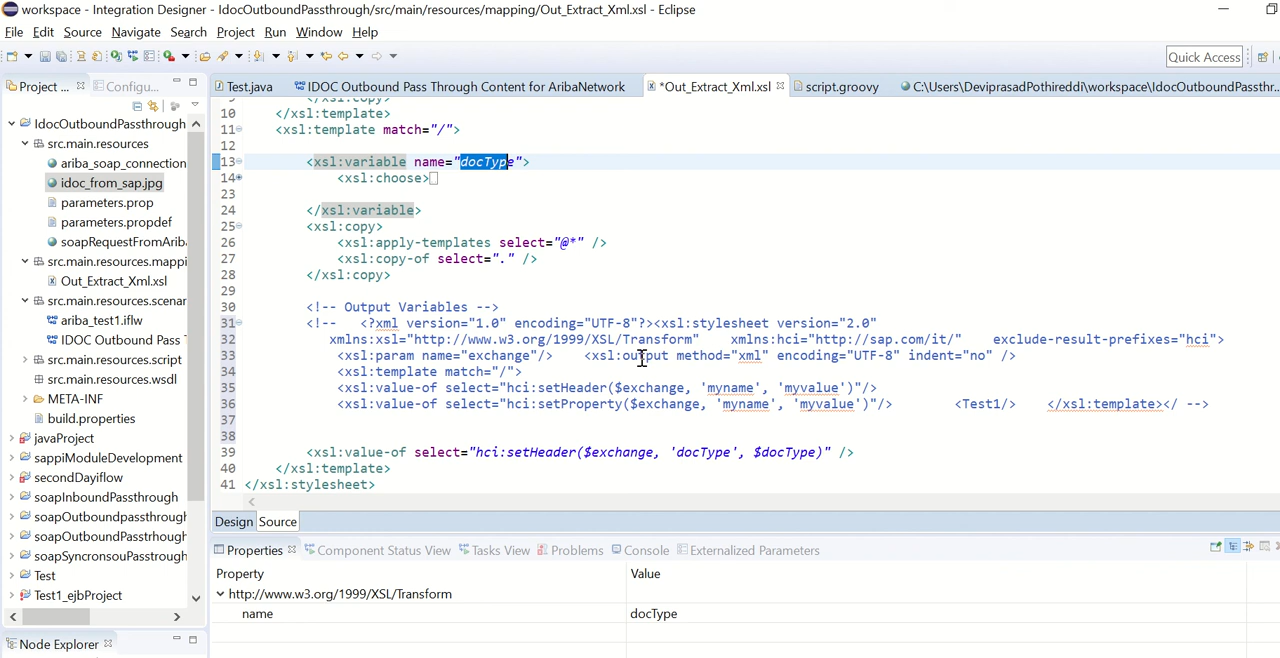 workspace - Integration Designer - IdocOutboundPassthrough/src/main/resources/mapping/Out_Extract_Xml.xsl - Eclipse
File Edit Source Navigate Search Project Run Window Help
Quick Access
Project ... Configu...
Test.java IDOC Outbound Pass Through Content for AribaNetwork *Out_Extract_Xml.xsl script.groovy C:\Users\DeviprasadPothireddi\workspace\IdocOutboundPassthr...
IdocOutboundPassthrough
src.main.resources
ariba_soap_connection
idoc_from_sap.jpg
parameters.prop
parameters.propdef
soapRequestFromAriba
src.main.resources.mappi
Out_Extract_Xml.xsl
src.main.resources.scenar
ariba_test1.iflw
IDOC Outbound Pass T
src.main.resources.script
src.main.resources.wsdl
META-INF
build.properties
javaProject
sappiModuleDevelopment
secondDayiflow
soapInboundPassthrough
soapOutboundpassthrough
soapOutboundPasstrhough
soapSyncronsouPasstrough
Test
Test1_ejbProject
Node Explorer
9 </xsl:copy>
10 </xsl:template>
11 <xsl:template match="/">
12
13 <xsl:variable name="docType">
14 <xsl:choose>
23
24 </xsl:variable>
25 <xsl:copy>
26 <xsl:apply-templates select="@*" />
27 <xsl:copy-of select="." />
28 </xsl:copy>
29
30 <!-- Output Variables -->
31 <!-- <?xml version="1.0" encoding="UTF-8"?><xsl:stylesheet version="2.0"
32 xmlns:xsl="http://www.w3.org/1999/XSL/Transform" xmlns:hci="http://sap.com/it/" exclude-result-prefixes="hci">
33 <xsl:param name="exchange"/> <xsl:output method="xml" encoding="UTF-8" indent="no" />
34 <xsl:template match="/">
35 <xsl:value-of select="hci:setHeader($exchange, 'myname', 'myvalue')"/>
36 <xsl:value-of select="hci:setProperty($exchange, 'myname', 'myvalue')"/> <Test1/> </xsl:template></ -->
37
38
39 <xsl:value-of select="hci:setHeader($exchange, 'docType', $docType)" />
40 </xsl:template>
41 </xsl:stylesheet>
Design Source
Properties Component Status View Tasks View Problems Console Externalized Parameters
Property Value
http://www.w3.org/1999/XSL/Transform
name docType